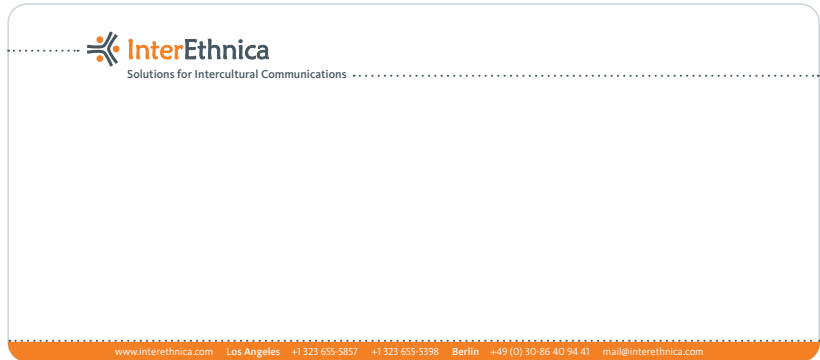 InterEthnica
Solutions for Intercultural Communications
www.interethnica.com Los Angeles +1 323 655-5857 +1 323 655-5398 Berlin +49 (0) 30-86 40 94 41 mail@interethnica.com